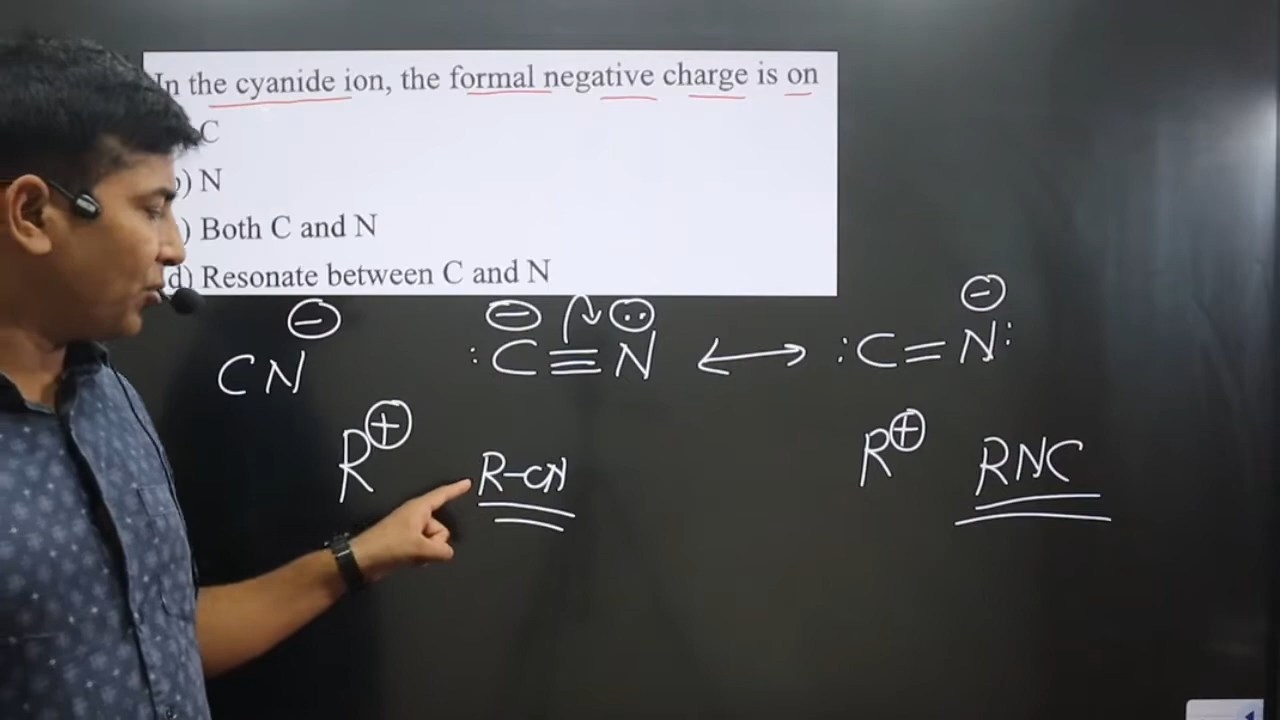 In the cyanide ion, the formal negative charge is on
C
b) N
) Both C and N
d) Resonate between C and N
CN⊖ :C⊖≡N̈ ⟷ :C=N⊖:
R⊕ R-CN R⊕ RNC